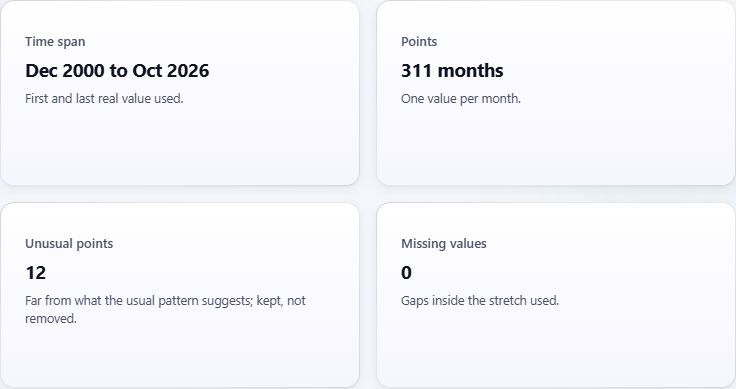 Time span
Dec 2000 to Oct 2026
First and last real value used.
Points
311 months
One value per month.
Unusual points
12
Far from what the usual pattern suggests; kept, not
removed.
Missing values
0
Gaps inside the stretch used.